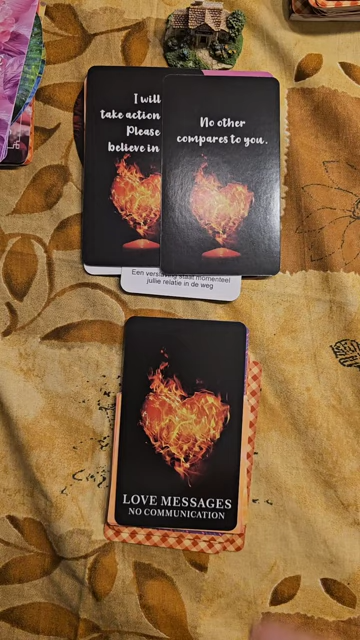 I will
take action
Please
believe in
No other
compares to you.
Een verslaving staat momenteel
jullie relatie in de weg
LOVE MESSAGES
NO COMMUNICATION